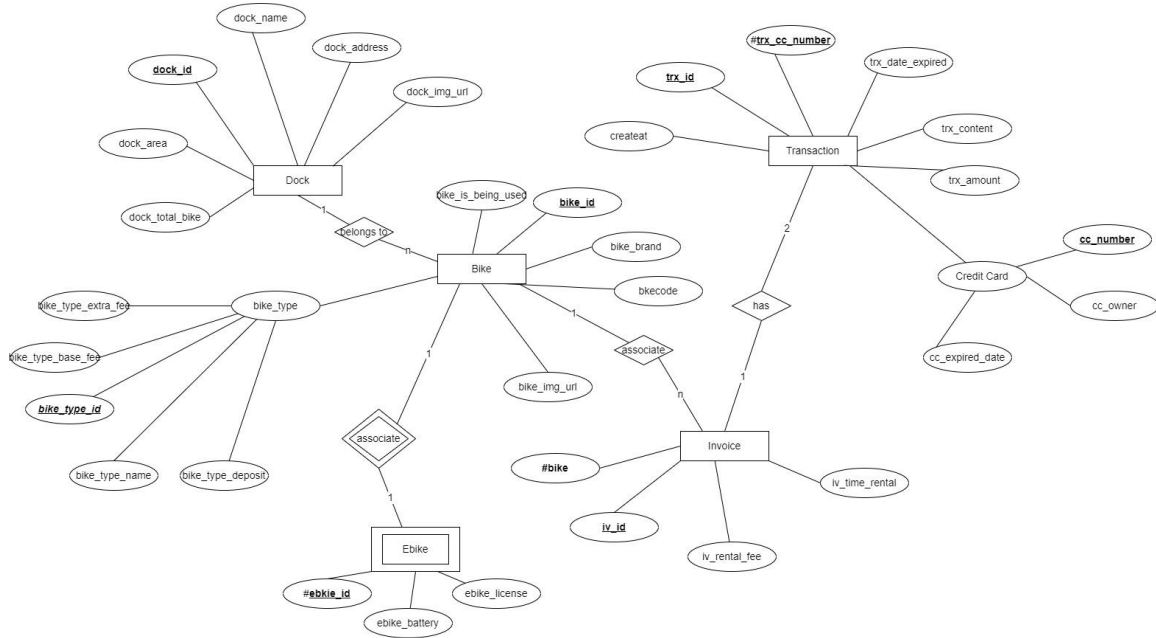 dock_name
dock_address
dock_id
dock_img_url
dock_area
Dock
dock_total_bike
1
belongs to
n
#trx_cc_number
trx_id
trx_date_expired
createat
trx_content
Transaction
trx_amount
2
has
1
cc_number
Credit Card
cc_owner
cc_expired_date
bike_is_being_used
bike_id
bike_brand
Bike
bkecode
bike_img_url
bike_type
bike_type_extra_fee
bike_type_base_fee
bike_type_id
bike_type_name
bike_type_deposit
1
associate
n
1
associate
1
Invoice
#bike
iv_time_rental
iv_id
iv_rental_fee
Ebike
#ebkie_id
ebike_license
ebike_battery